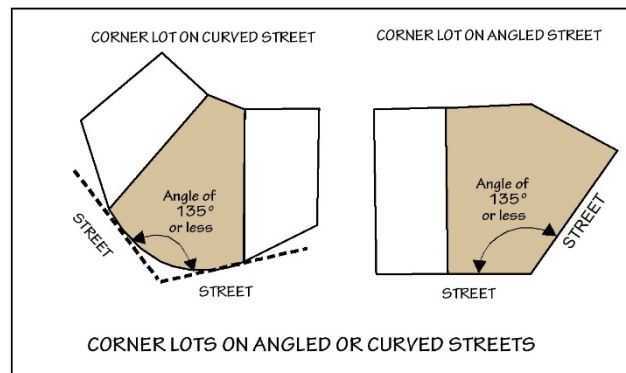 CORNER LOT ON CURVED STREET
CORNER LOT ON ANGLED STREET
Angle of
135°
or less
STREET
STREET
Angle of
135°
or less
STREET
STREET
CORNER LOTS ON ANGLED OR CURVED STREETS